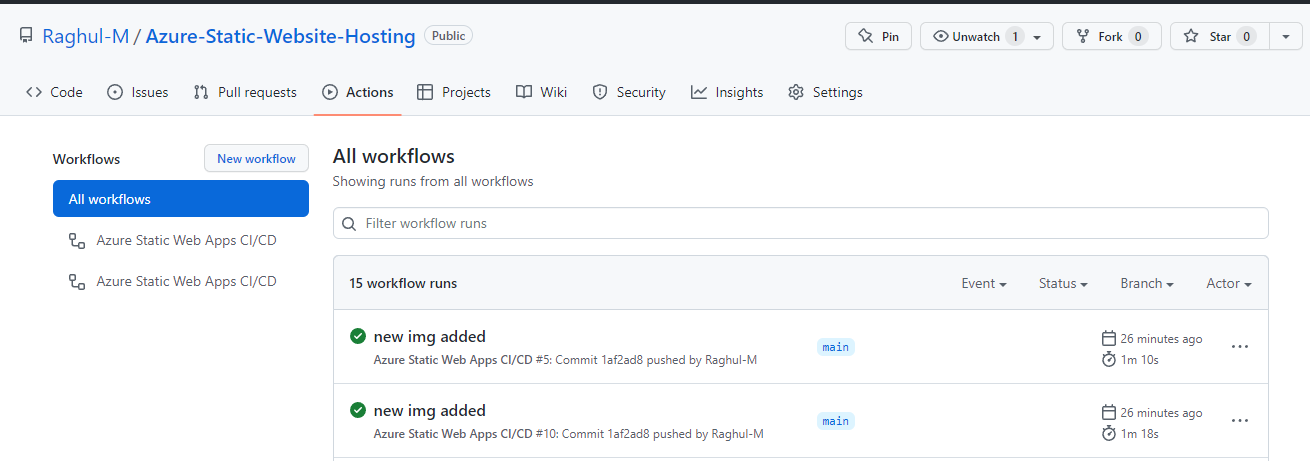 Raghul-M / Azure-Static-Website-Hosting Public Pin Unwatch 1 Fork 0 Star 0
Code Issues Pull requests Actions Projects Wiki Security Insights Settings
Workflows New workflow
All workflows
Azure Static Web Apps CI/CD
Azure Static Web Apps CI/CD
All workflows
Showing runs from all workflows
Filter workflow runs
15 workflow runs Event Status Branch Actor
new img added
Azure Static Web Apps CI/CD #5: Commit 1af2ad8 pushed by Raghul-M
main
26 minutes ago
1m 10s
new img added
Azure Static Web Apps CI/CD #10: Commit 1af2ad8 pushed by Raghul-M
main
26 minutes ago
1m 18s